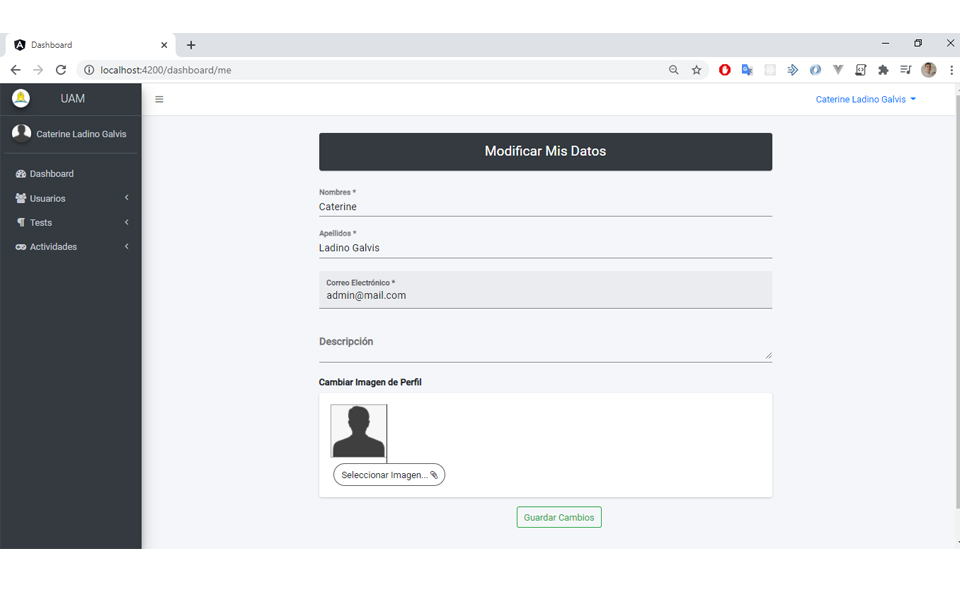 Dashboard
localhost:4200/dashboard/me
UAM
Caterine Ladino Galvis
Caterine Ladino Galvis
Dashboard
Usuarios
Tests
Actividades
Modificar Mis Datos
Nombres *
Caterine
Apellidos *
Ladino Galvis
Correo Electrónico *
admin@mail.com
Descripción
Cambiar Imagen de Perfil
Seleccionar Imagen...
Guardar Cambios